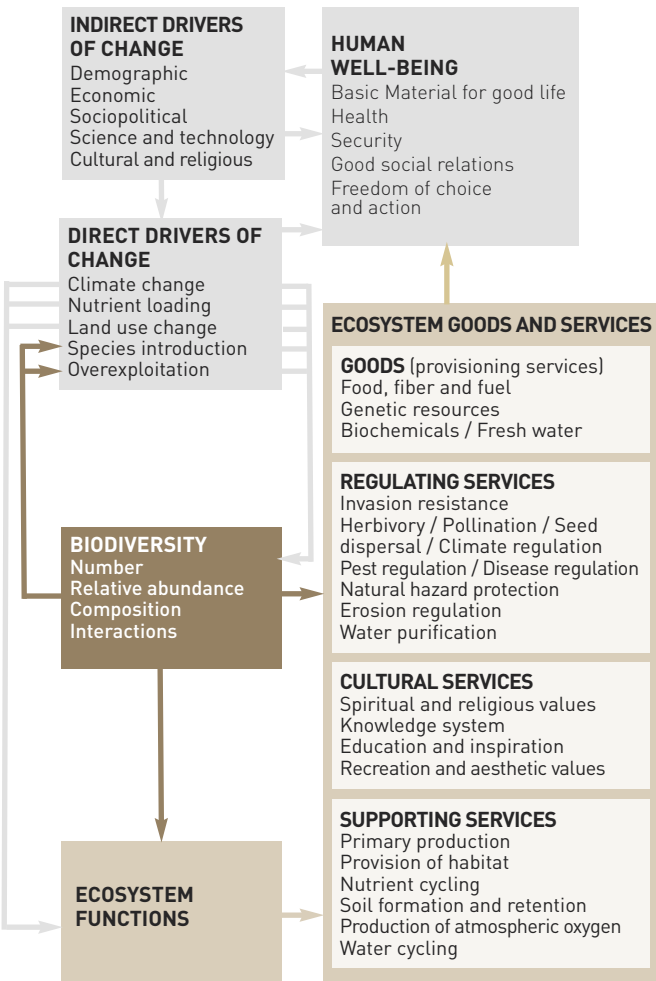 INDIRECT DRIVERS
OF CHANGE
Demographic
Economic
Sociopolitical
Science and technology
Cultural and religious
HUMAN
WELL-BEING
Basic Material for good life
Health
Security
Good social relations
Freedom of choice
and action
DIRECT DRIVERS OF
CHANGE
Climate change
Nutrient loading
Land use change
Species introduction
Overexploitation
BIODIVERSITY
Number
Relative abundance
Composition
Interactions
ECOSYSTEM
FUNCTIONS
ECOSYSTEM GOODS AND SERVICES
GOODS (provisioning services)
Food, fiber and fuel
Genetic resources
Biochemicals / Fresh water
REGULATING SERVICES
Invasion resistance
Herbivory / Pollination / Seed
dispersal / Climate regulation
Pest regulation / Disease regulation
Natural hazard protection
Erosion regulation
Water purification
CULTURAL SERVICES
Spiritual and religious values
Knowledge system
Education and inspiration
Recreation and aesthetic values
SUPPORTING SERVICES
Primary production
Provision of habitat
Nutrient cycling
Soil formation and retention
Production of atmospheric oxygen
Water cycling